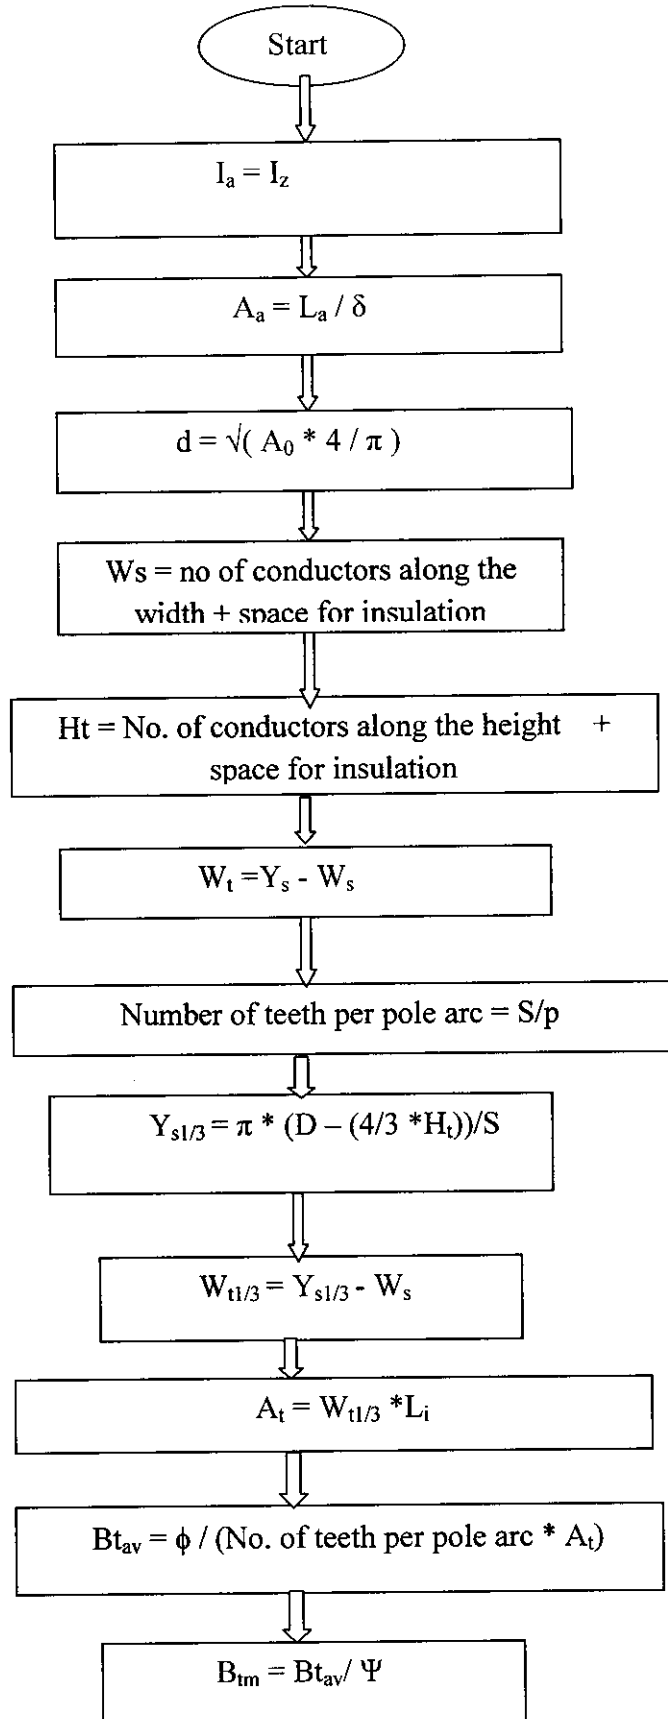 Start
I_a = I_z
A_a = L_a / δ
d = √( A_0 * 4 / π )
Ws = no of conductors along the
width + space for insulation
Ht = No. of conductors along the height +
space for insulation
W_t =Y_s - W_s
Number of teeth per pole arc = S/p
Y_s1/3 = π * (D – (4/3 *H_t))/S
W_t1/3 = Y_s1/3 - W_s
A_t = W_t1/3 *L_i
Bt_av = ϕ / (No. of teeth per pole arc * A_t)
B_tm = Bt_av/ Ψ